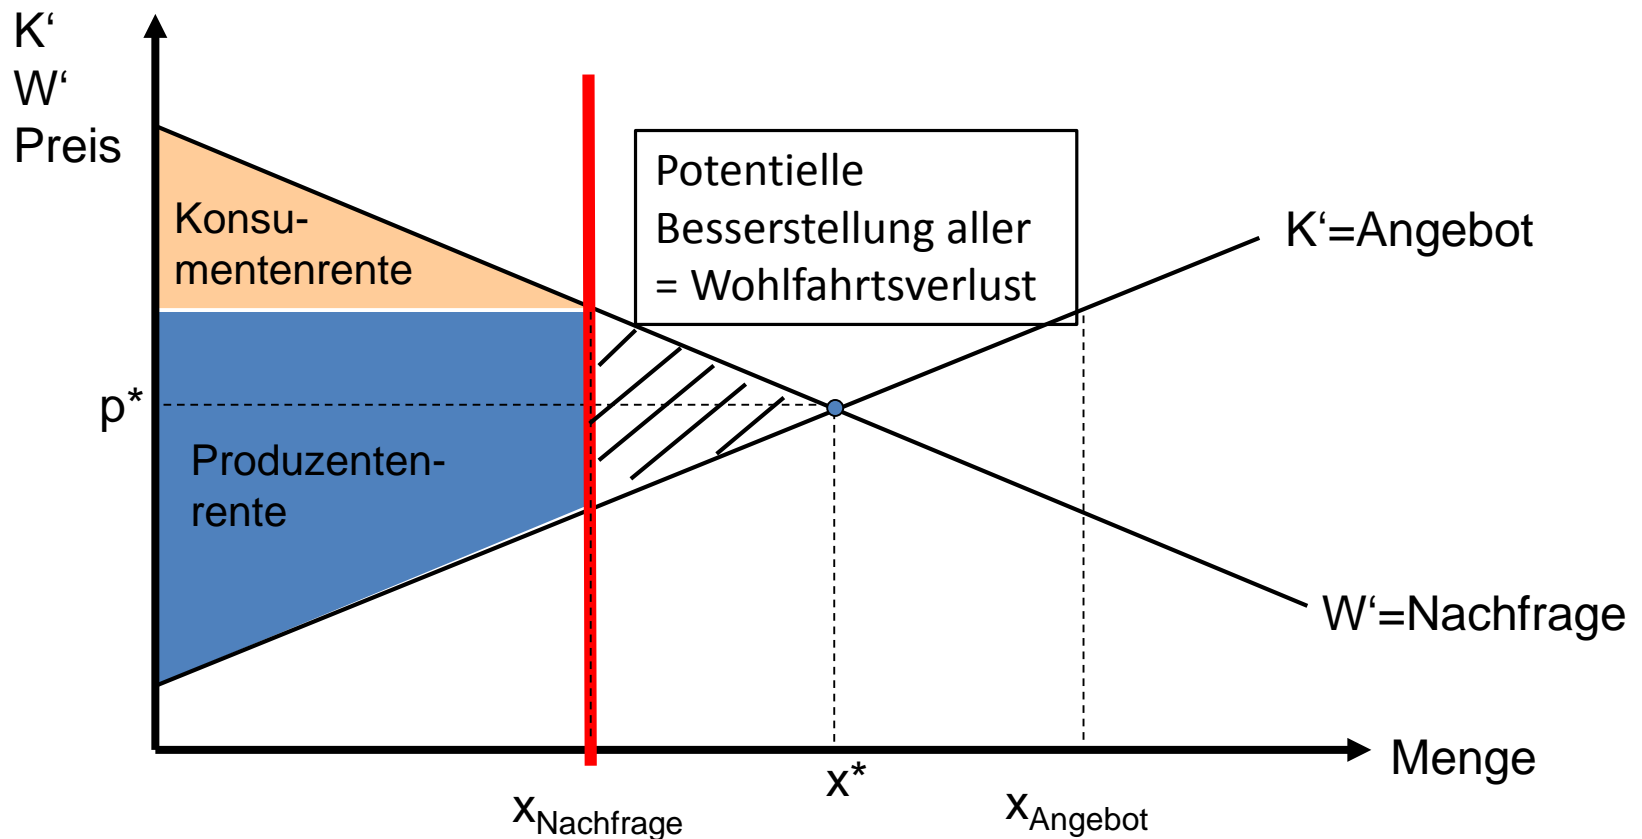 K‘
W‘
Preis
Potentielle
Besserstellung aller
= Wohlfahrtsverlust
Konsu-
mentenrente
K‘=Angebot
p*
Produzenten-
rente
W‘=Nachfrage
Menge
x*
xNachfrage
xAngebot